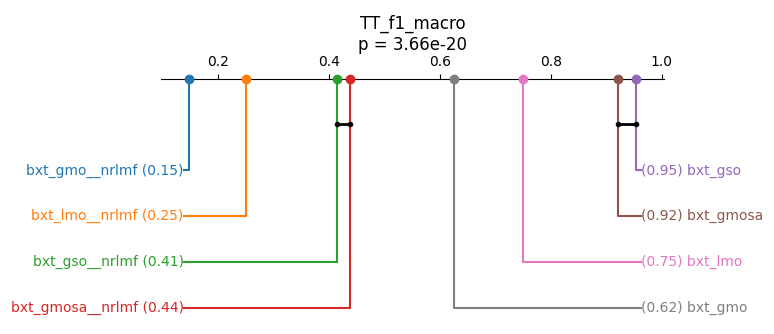 TT_f1_macro
p = 3.66e-20
0.2 0.4 0.6 0.8 1.0
bxt_gmo__nrlmf (0.15) (0.95) bxt_gso
bxt_lmo__nrlmf (0.25) (0.92) bxt_gmosa
bxt_gso__nrlmf (0.41) (0.75) bxt_lmo
bxt_gmosa__nrlmf (0.44) (0.62) bxt_gmo